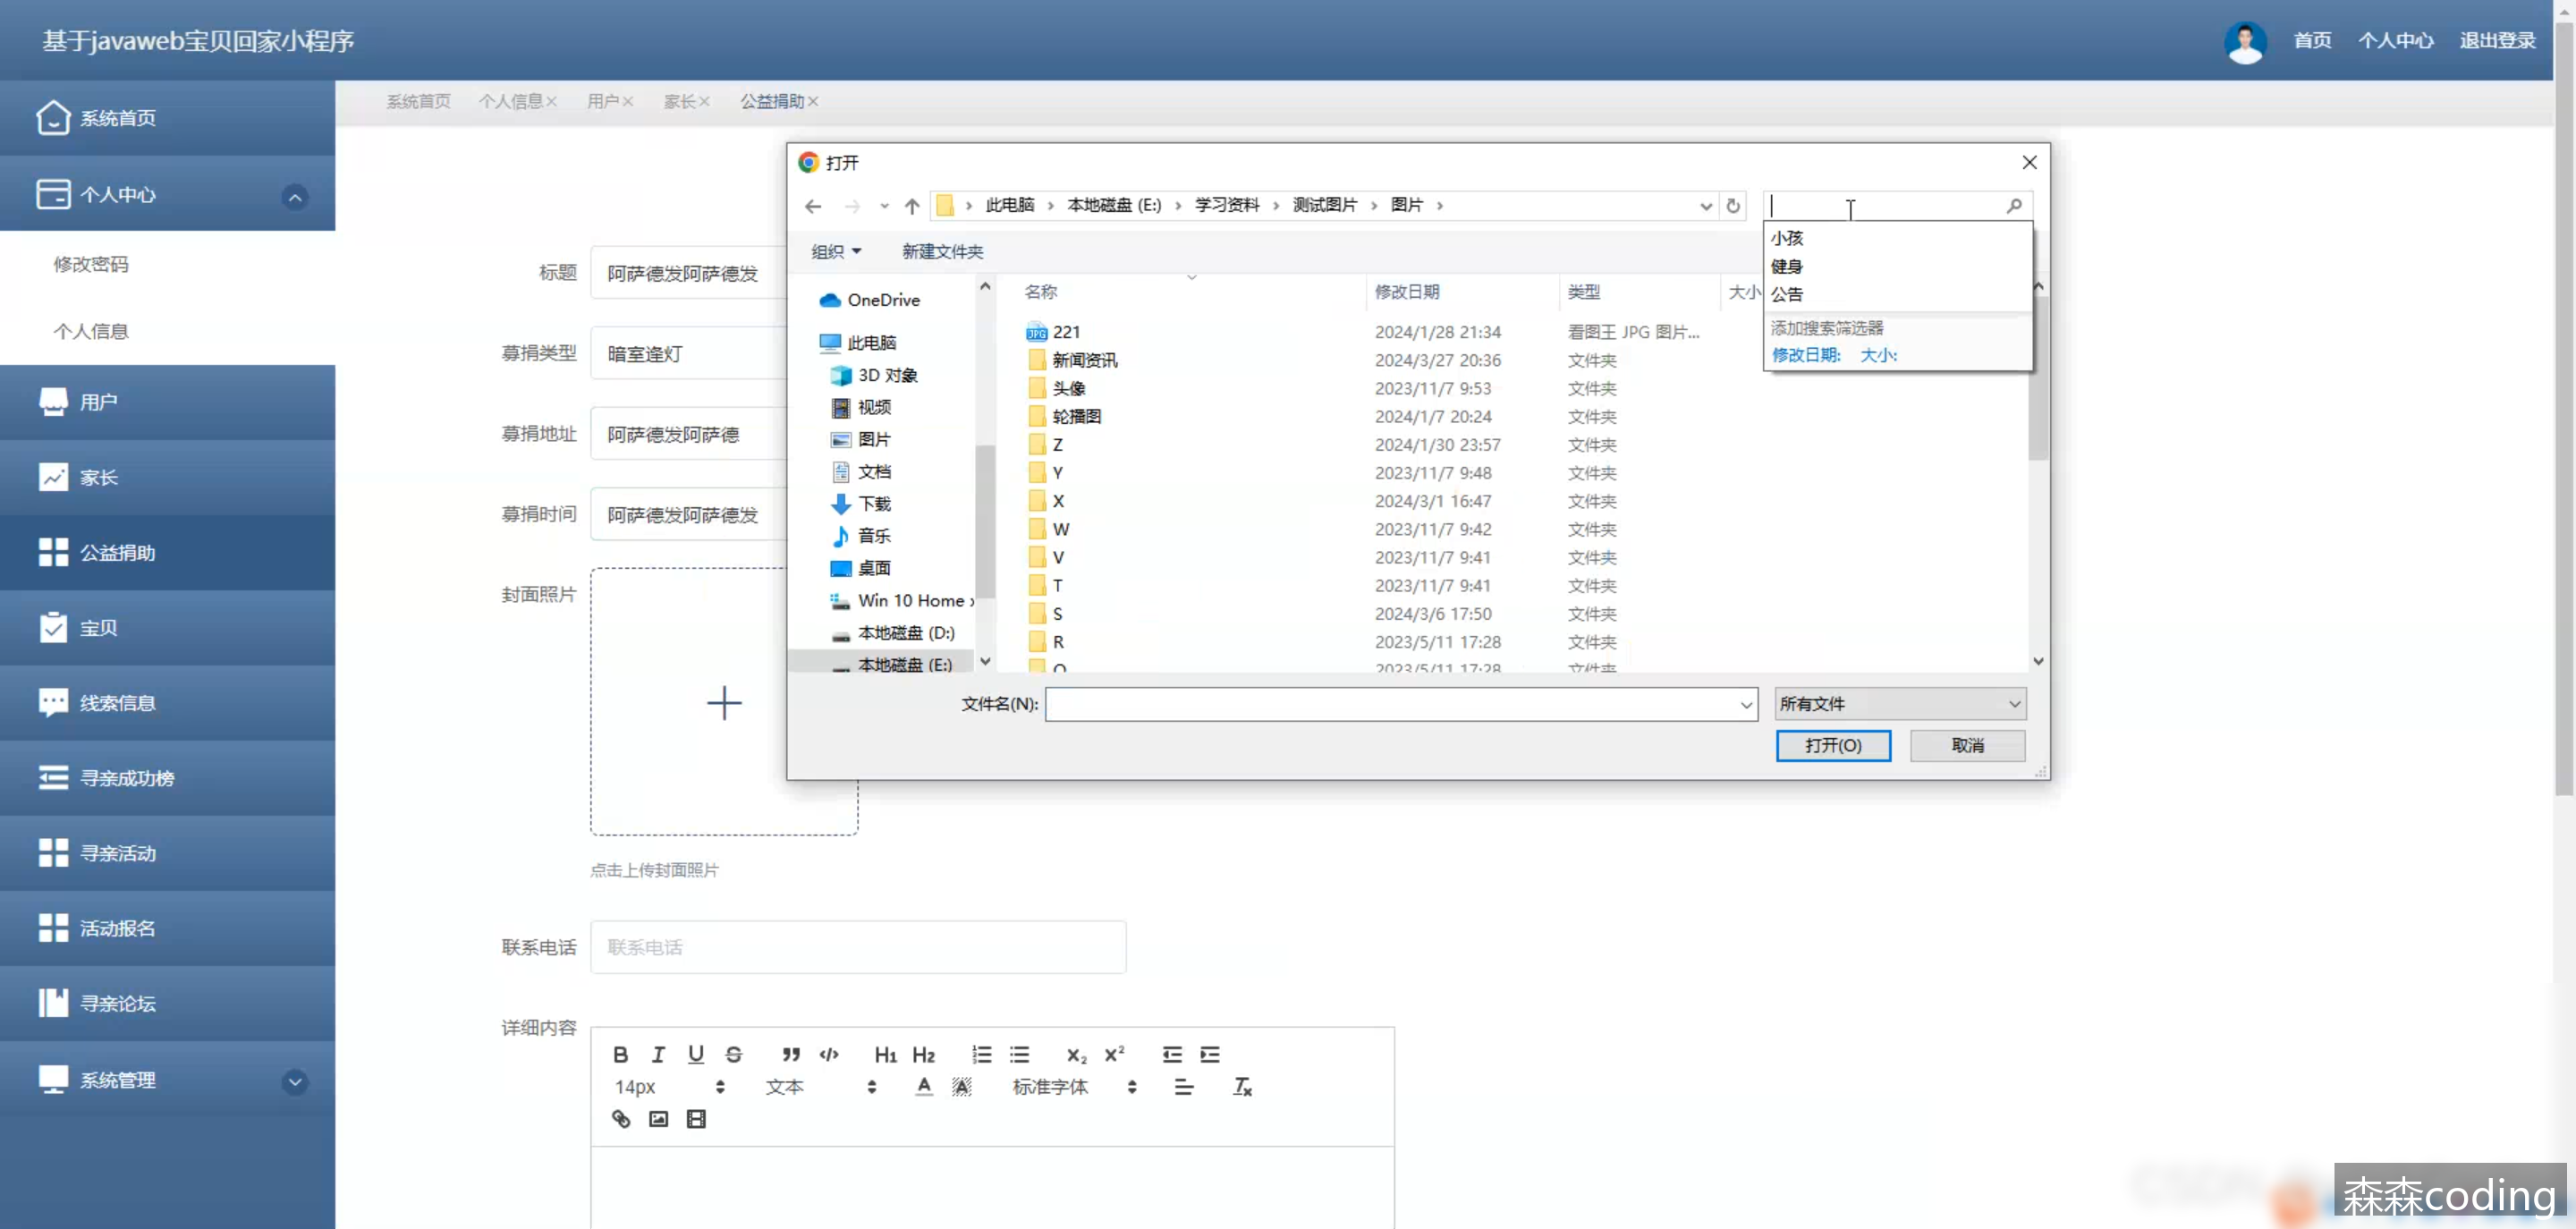 基于javaweb宝贝回家小程序
首页 个人中心 退出登录
系统首页
个人中心
修改密码
个人信息
用户
家长
公益捐助
宝贝
线索信息
寻亲成功榜
寻亲活动
活动报名
寻亲论坛
系统管理
系统首页 个人信息 用户 家长 公益捐助
标题 阿萨德发阿萨德发
募捐类型 暗室逢灯
募捐地址 阿萨德发阿萨德
募捐时间 阿萨德发阿萨德发
封面照片
点击上传封面照片
联系电话 联系电话
详细内容
B I U S H1 H2 X2 X2
14px 文本 A A 标准字体
打开
此电脑 本地磁盘 (E:) 学习资料 测试图片 图片
小孩
健身
公告
添加搜索筛选器
修改日期: 大小:
组织 新建文件夹
OneDrive
此电脑
3D 对象
视频
图片
文档
下载
音乐
桌面
Win 10 Home
本地磁盘 (D:)
本地磁盘 (E:)
名称 修改日期 类型 大小
221 2024/1/28 21:34 看图王 JPG 图片...
新闻资讯 2024/3/27 20:36 文件夹
头像 2023/11/7 9:53 文件夹
轮播图 2024/1/7 20:24 文件夹
Z 2024/1/30 23:57 文件夹
Y 2023/11/7 9:48 文件夹
X 2024/3/1 16:47 文件夹
W 2023/11/7 9:42 文件夹
V 2023/11/7 9:41 文件夹
T 2023/11/7 9:41 文件夹
S 2024/3/6 17:50 文件夹
R 2023/5/11 17:28 文件夹
2023/5/11 17:28 文件夹
文件名(N): 所有文件
打开(O) 取消
森森coding